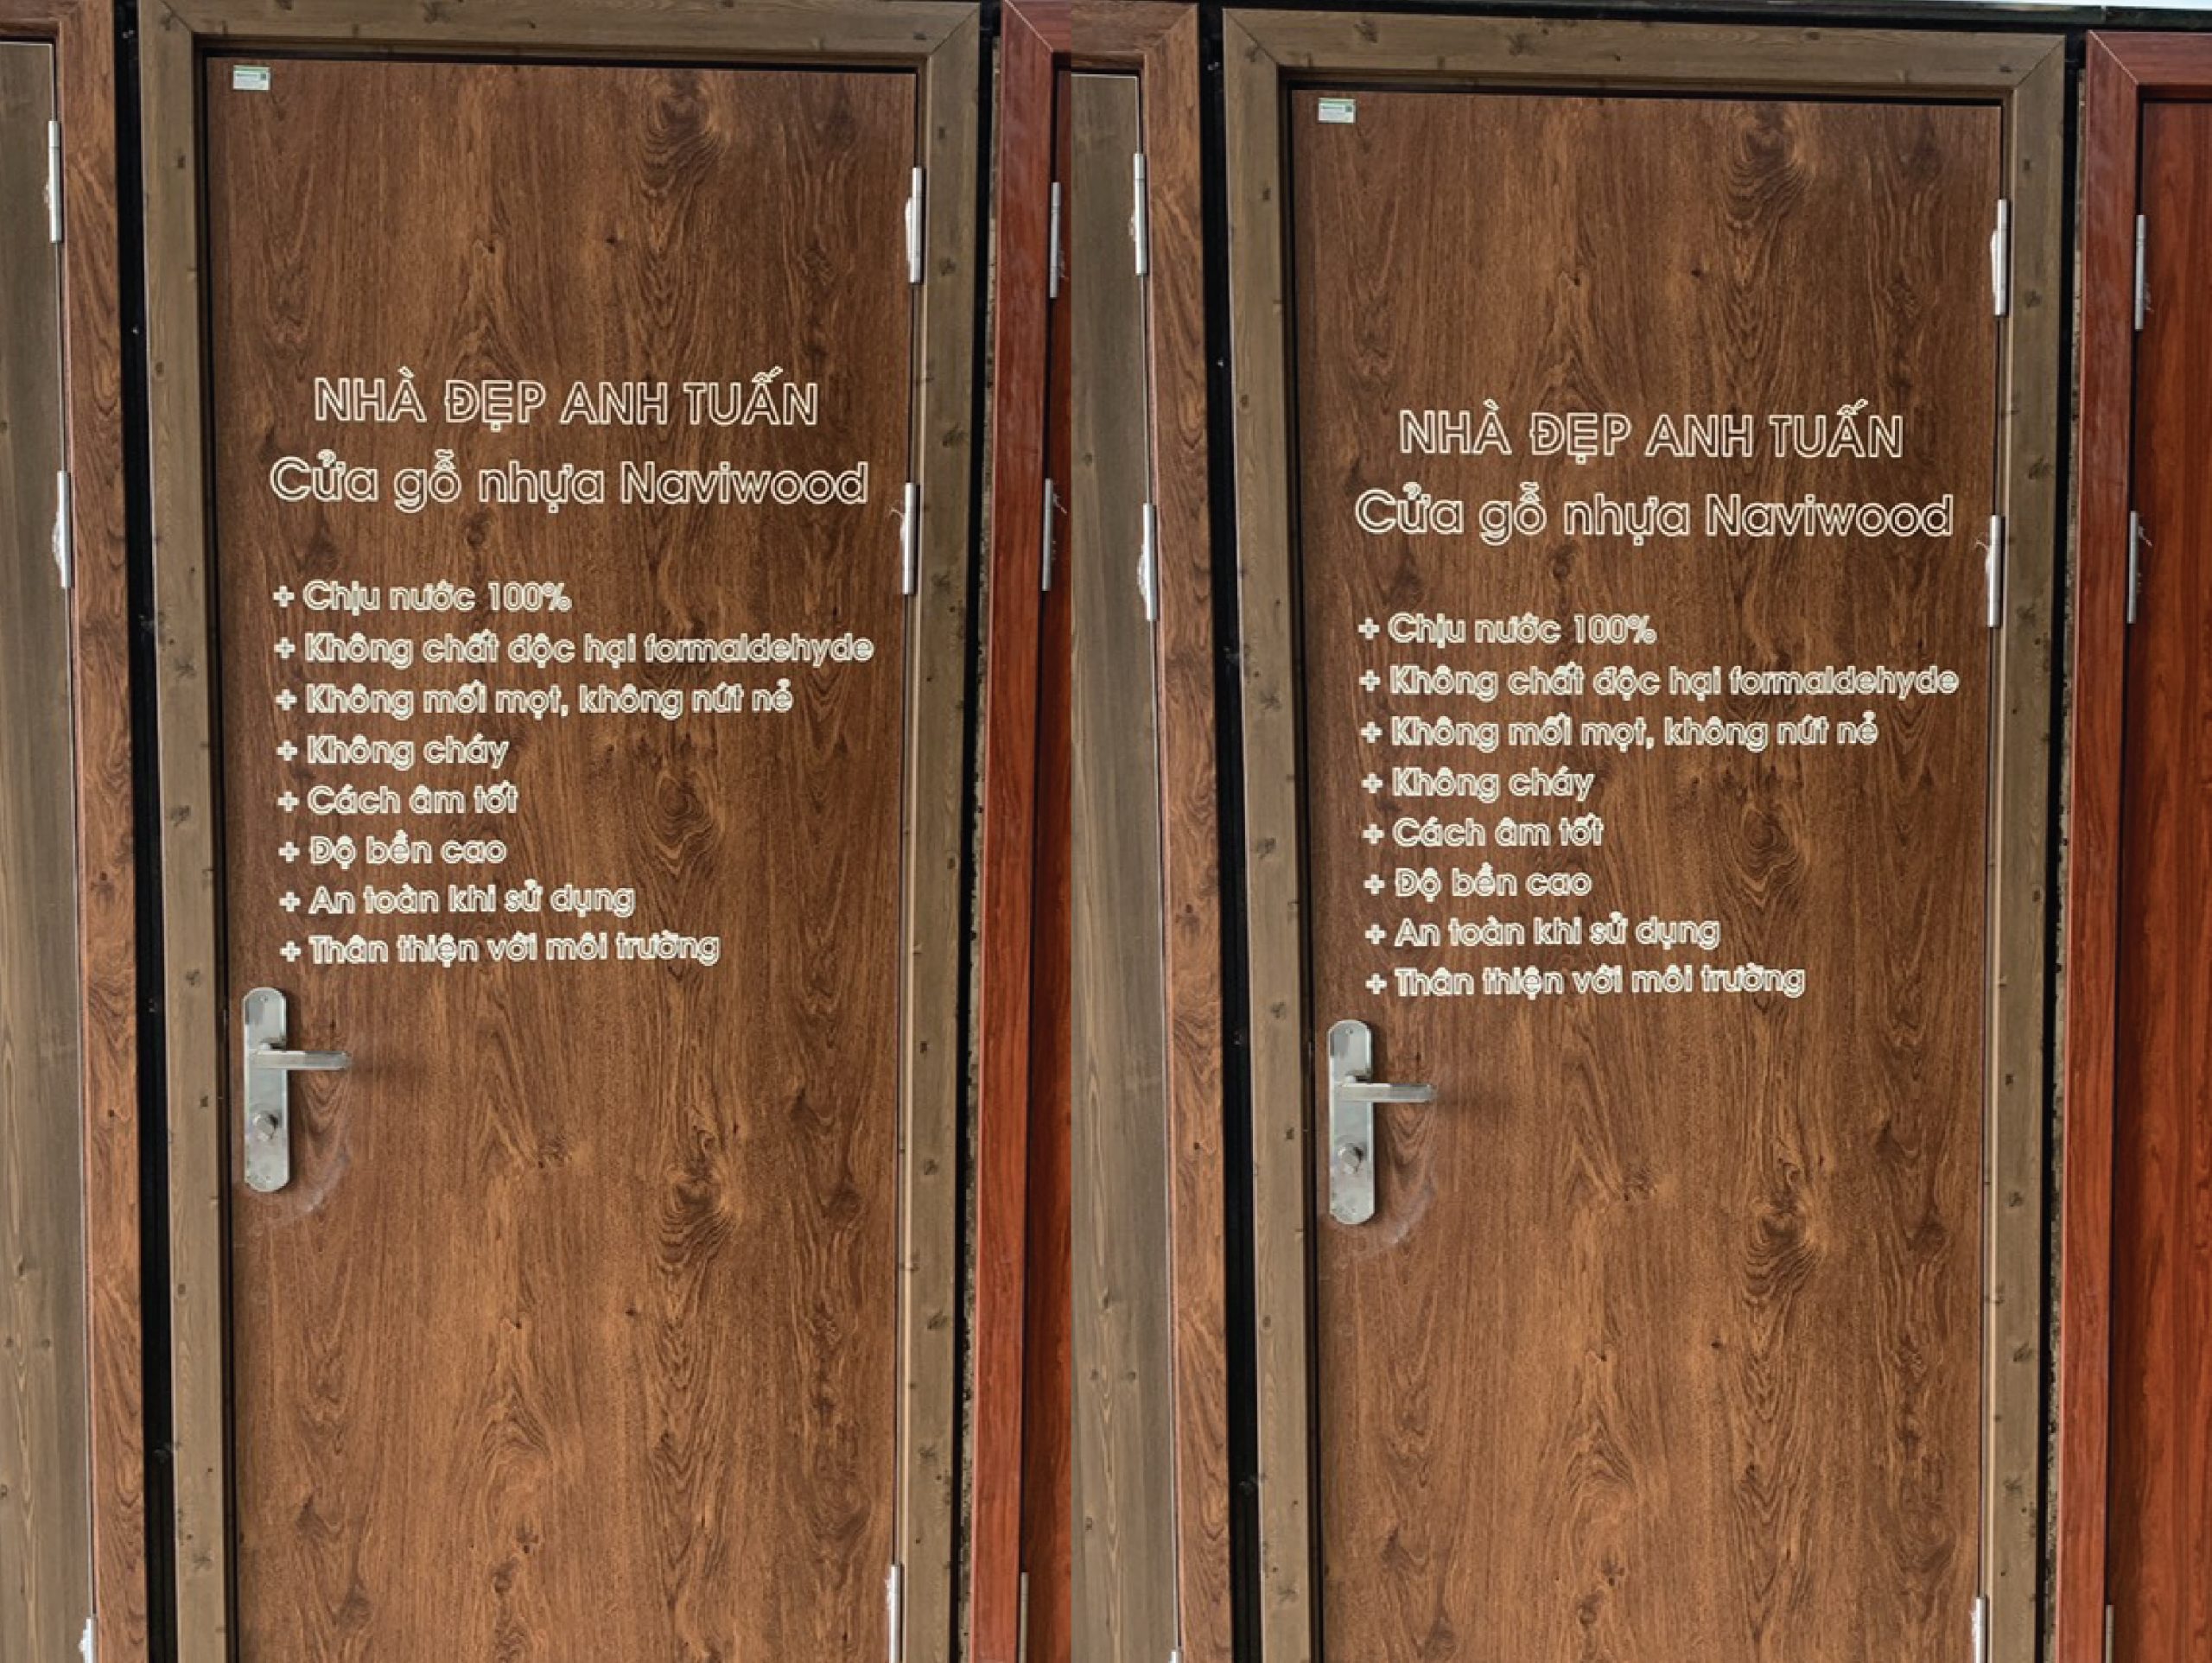 NHÀ ĐẸP ANH TUẤN
Cửa gỗ nhựa Naviwood
+ Chịu nước 100%
+ Không chất độc hại formaldehyde
+ Không mối mọt, không nứt nẻ
+ Không cháy
+ Cách âm tốt
+ Độ bền cao
+ An toàn khi sử dụng
+ Thân thiện với môi trường
NHÀ ĐẸP ANH TUẤN
Cửa gỗ nhựa Naviwood
+ Chịu nước 100%
+ Không chất độc hại formaldehyde
+ Không mối mọt, không nứt nẻ
+ Không cháy
+ Cách âm tốt
+ Độ bền cao
+ An toàn khi sử dụng
+ Thân thiện với môi trường